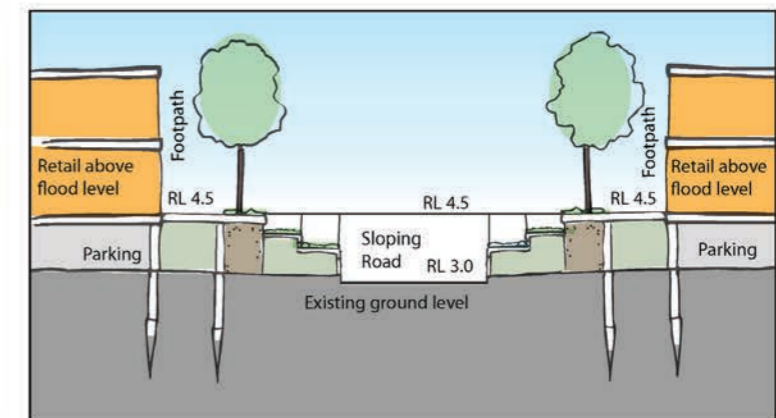 Footpath
Footpath
Retail above
flood level
Retail above
flood level
RL 4.5
RL 4.5
RL 4.5
Parking
Sloping
Road
RL 3.0
Parking
Existing ground level